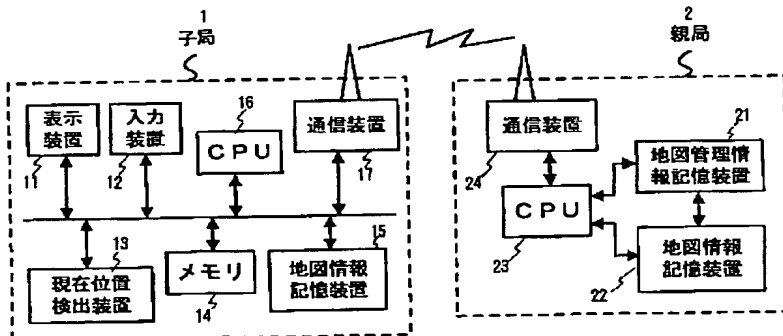 1
子局
2
親局
表示
装置
11
入力
装置
12
16
CPU
通信装置
17
13
現在位置
検出装置
メモリ
14
15
地図情報
記憶装置
通信装置
24
CPU
23
21
地図管理情
報記憶装置
地図情報
記憶装置
22